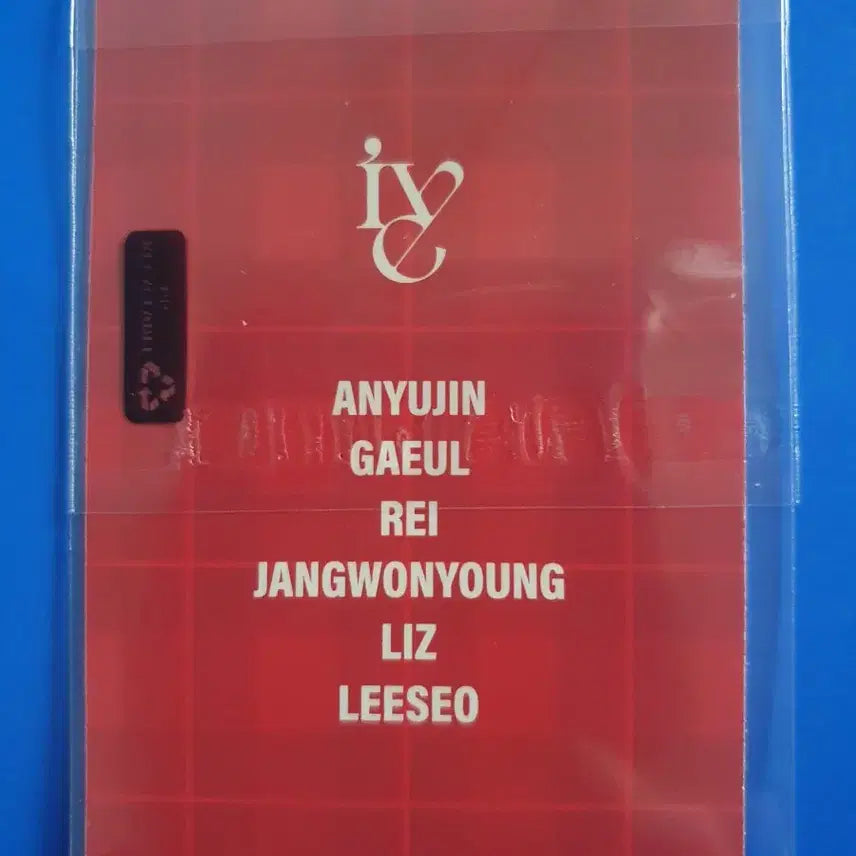 IVE
ANYUJIN
GAEUL
REI
JANGWONYOUNG
LIZ
LEESEO